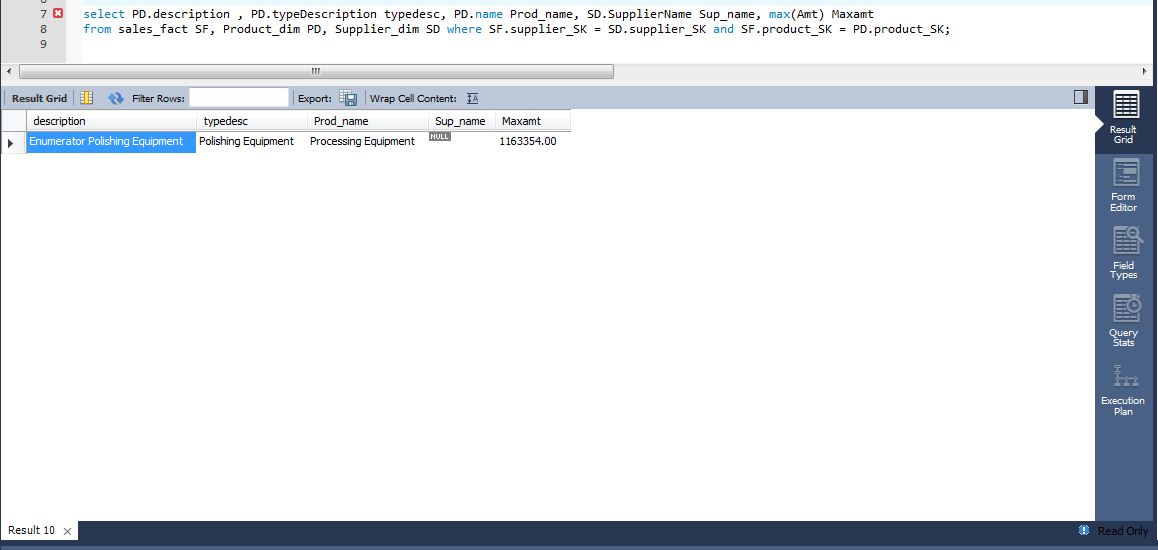 7 select PD.description , PD.typeDescription typedesc, PD.name Prod_name, SD.SupplierName Sup_name, max(Amt) Maxamt
8 from sales_fact SF, Product_dim PD, Supplier_dim SD where SF.supplier_SK = SD.supplier_SK and SF.product_SK = PD.product_SK;
9
Result Grid Filter Rows: Export: Wrap Cell Content:
description typedesc Prod_name Sup_name Maxamt
Enumerator Polishing Equipment Polishing Equipment Processing Equipment NULL 1163354.00
Result
Grid
Form
Editor
Field
Types
Query
Stats
Execution
Plan
Result 10
Read Only